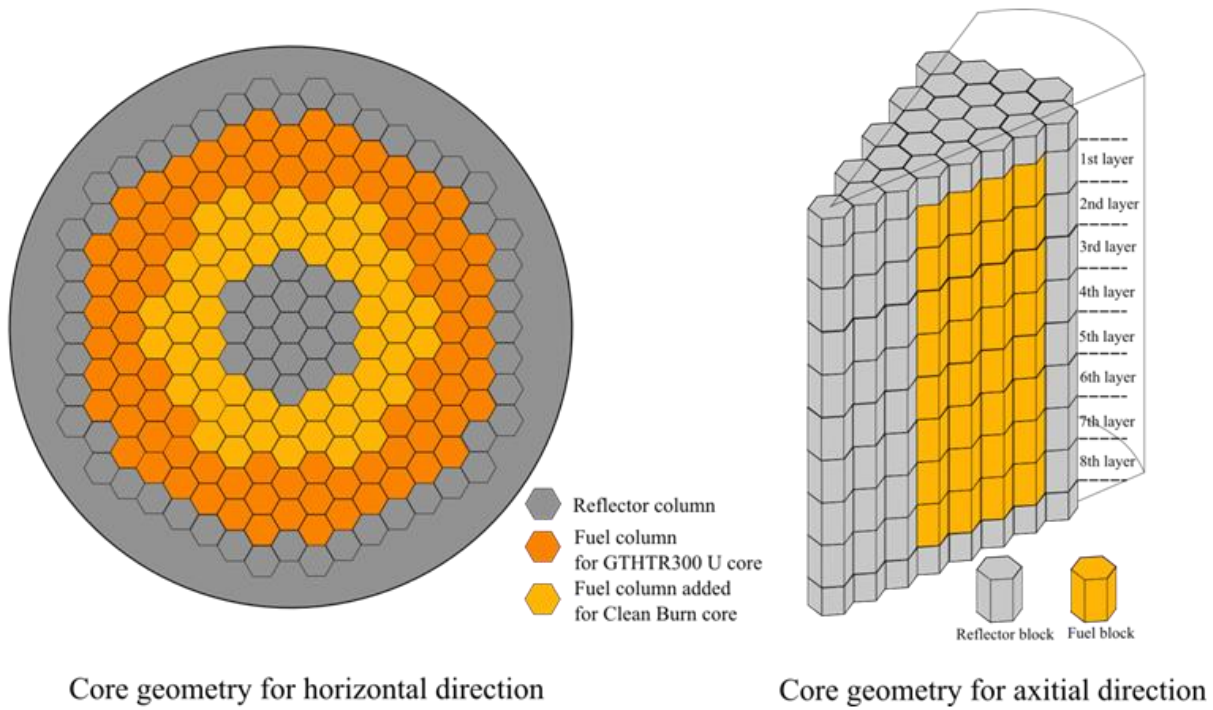 Reflector column
Fuel column
for GTHTR300 U core
Fuel column added
for Clean Burn core
Core geometry for horizontal direction
1st layer
2nd layer
3rd layer
4th layer
5th layer
6th layer
7th layer
8th layer
Reflector block
Fuel block
Core geometry for axitial direction